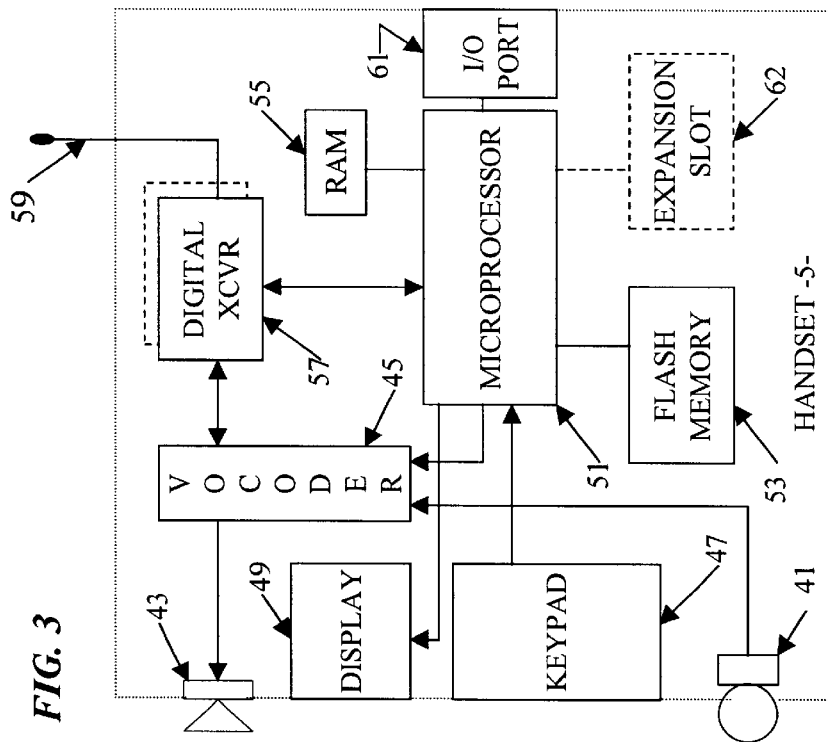 FIG. 3
59
43
DIGITAL
XCVR
57
55
RAM
61
I/O
PORT
VOCODER
45
49
DISPLAY
MICROPROCESSOR
51
KEYPAD
47
FLASH
MEMORY
53
EXPANSION
SLOT
62
41
HANDSET -5-